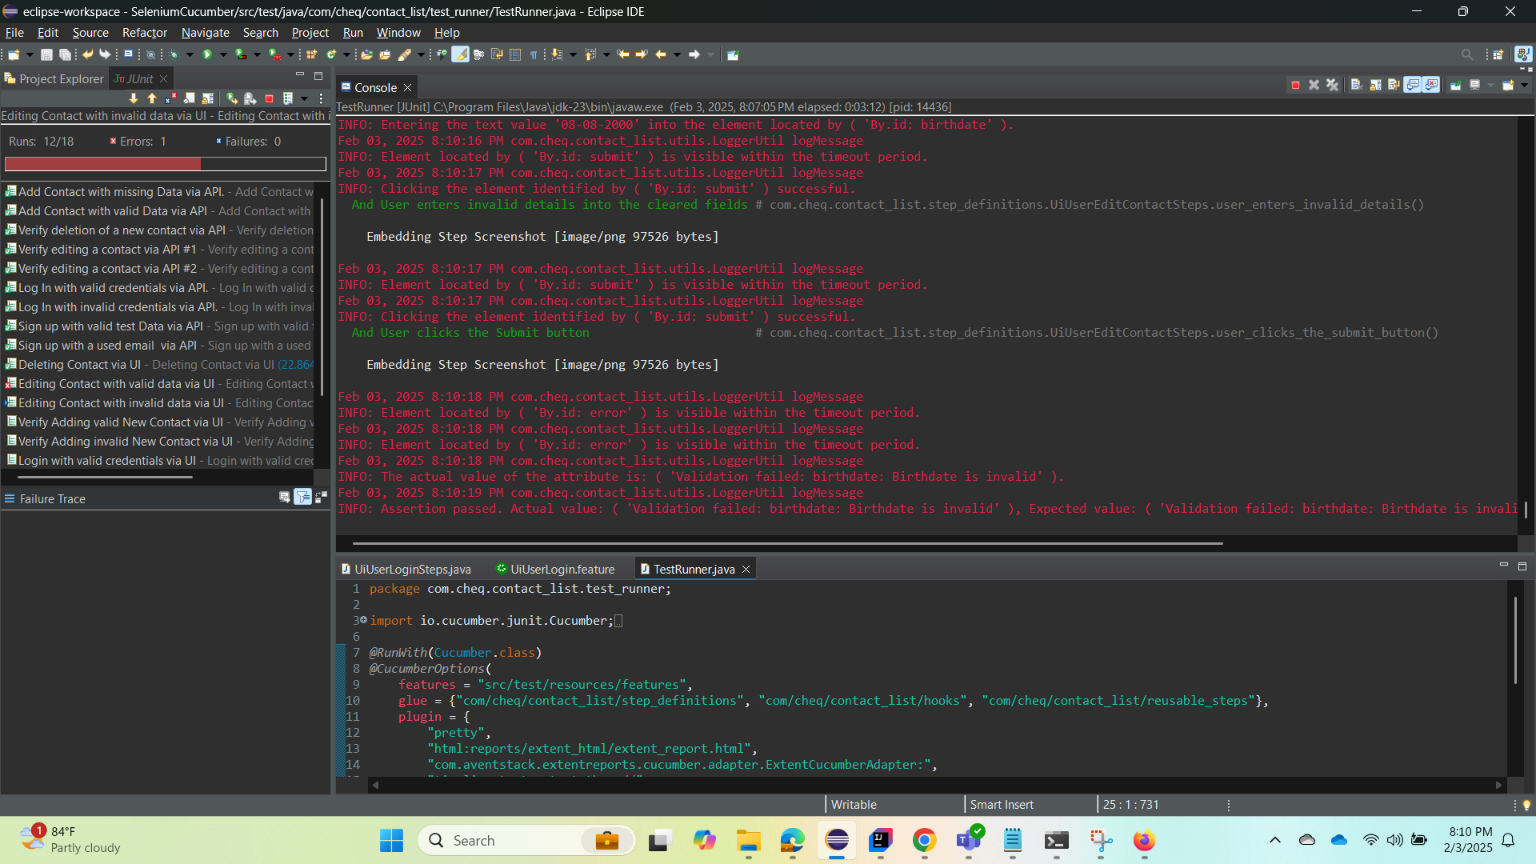 eclipse-workspace - SeleniumCucumber/src/test/java/com/cheq/contact_list/test_runner/TestRunner.java - Eclipse IDE
File Edit Source Refactor Navigate Search Project Run Window Help
Project Explorer JUnit
Editing Contact with invalid data via UI - Editing Contact with i
Runs: 12/18 Errors: 1 Failures: 0
Add Contact with missing Data via API. - Add Contact w
Add Contact with valid Data via API - Add Contact with
Verify deletion of a new contact via API - Verify deletion
Verify editing a contact via API #1 - Verify editing a cont
Verify editing a contact via API #2 - Verify editing a cont
Log In with valid credentials via API. - Log In with valid c
Log In with invalid credentials via API. - Log In with inva
Sign up with valid test Data via API - Sign up with valid
Sign up with a used email via API - Sign up with a used
Deleting Contact via UI - Deleting Contact via UI (22.864
Editing Contact with valid data via UI - Editing Contact
Editing Contact with invalid data via UI - Editing Contac
Verify Adding valid New Contact via UI - Verify Adding
Verify Adding invalid New Contact via UI - Verify Adding
Login with valid credentials via UI - Login with valid cre
Failure Trace
Console
TestRunner [JUnit] C:\Program Files\Java\jdk-23\bin\javaw.exe (Feb 3, 2025, 8:07:05 PM elapsed: 0:03:12) [pid: 14436]
INFO: Entering the text value '08-08-2000' into the element located by ( 'By.id: birthdate' ).
Feb 03, 2025 8:10:16 PM com.cheq.contact_list.utils.LoggerUtil logMessage
INFO: Element located by ( 'By.id: submit' ) is visible within the timeout period.
Feb 03, 2025 8:10:17 PM com.cheq.contact_list.utils.LoggerUtil logMessage
INFO: Clicking the element identified by ( 'By.id: submit' ) successful.
And User enters invalid details into the cleared fields # com.cheq.contact_list.step_definitions.UiUserEditContactSteps.user_enters_invalid_details()
Embedding Step Screenshot [image/png 97526 bytes]
Feb 03, 2025 8:10:17 PM com.cheq.contact_list.utils.LoggerUtil logMessage
INFO: Element located by ( 'By.id: submit' ) is visible within the timeout period.
Feb 03, 2025 8:10:17 PM com.cheq.contact_list.utils.LoggerUtil logMessage
INFO: Clicking the element identified by ( 'By.id: submit' ) successful.
And User clicks the Submit button # com.cheq.contact_list.step_definitions.UiUserEditContactSteps.user_clicks_the_submit_button()
Embedding Step Screenshot [image/png 97526 bytes]
Feb 03, 2025 8:10:18 PM com.cheq.contact_list.utils.LoggerUtil logMessage
INFO: Element located by ( 'By.id: error' ) is visible within the timeout period.
Feb 03, 2025 8:10:18 PM com.cheq.contact_list.utils.LoggerUtil logMessage
INFO: Element located by ( 'By.id: error' ) is visible within the timeout period.
Feb 03, 2025 8:10:18 PM com.cheq.contact_list.utils.LoggerUtil logMessage
INFO: The actual value of the attribute is: ( 'Validation failed: birthdate: Birthdate is invalid' ).
Feb 03, 2025 8:10:19 PM com.cheq.contact_list.utils.LoggerUtil logMessage
INFO: Assertion passed. Actual value: ( 'Validation failed: birthdate: Birthdate is invalid' ), Expected value: ( 'Validation failed: birthdate: Birthdate is invali
UiUserLoginSteps.java UiUserLogin.feature TestRunner.java
1 package com.cheq.contact_list.test_runner;
2
3 import io.cucumber.junit.Cucumber;
6
7 @RunWith(Cucumber.class)
8 @CucumberOptions(
9 features = "src/test/resources/features",
10 glue = {"com/cheq/contact_list/step_definitions", "com/cheq/contact_list/hooks", "com/cheq/contact_list/reusable_steps"},
11 plugin = {
12 "pretty",
13 "html:reports/extent_html/extent_report.html",
14 "com.aventstack.extentreports.cucumber.adapter.ExtentCucumberAdapter:",
Writable Smart Insert 25 : 1 : 731
1 84°F
Partly cloudy
Search
8:10 PM
2/3/2025